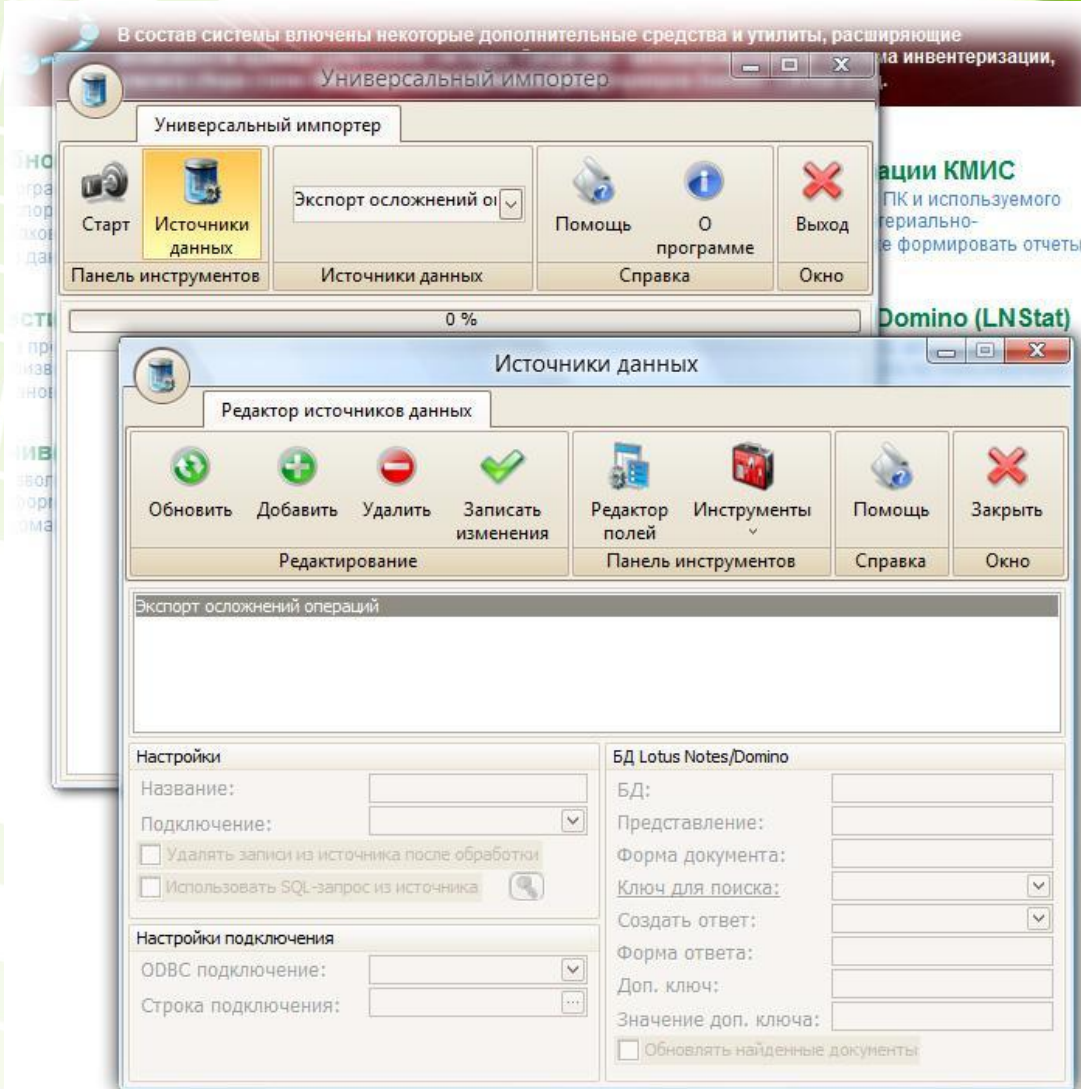 В состав системы влючены некоторые дополнительные средства и утилиты, расширяющие
ма инвентеризации,
Универсальный импортер
Универсальный импортер
Старт
Источники данных
Экспорт осложнений о
Помощь
О программе
Выход
Панель инструментов
Источники данных
Справка
Окно
0 %
ации КМИС
ПК и используемого
териально-
е формировать отчеты
Domino (LNStat)
Источники данных
Редактор источников данных
Обновить
Добавить
Удалить
Записать изменения
Редактор полей
Инструменты
Помощь
Закрыть
Редактирование
Панель инструментов
Справка
Окно
Экспорт осложнений операций
Настройки
Название:
Подключение:
Удалять записи из источника после обработки
Использовать SQL-запрос из источника
Настройки подключения
ODBC подключение:
Строка подключения:
БД Lotus Notes/Domino
БД:
Представление:
Форма документа:
Ключ для поиска:
Создать ответ:
Форма ответа:
Доп. ключ:
Значение доп. ключа:
Обновлять найденные документы